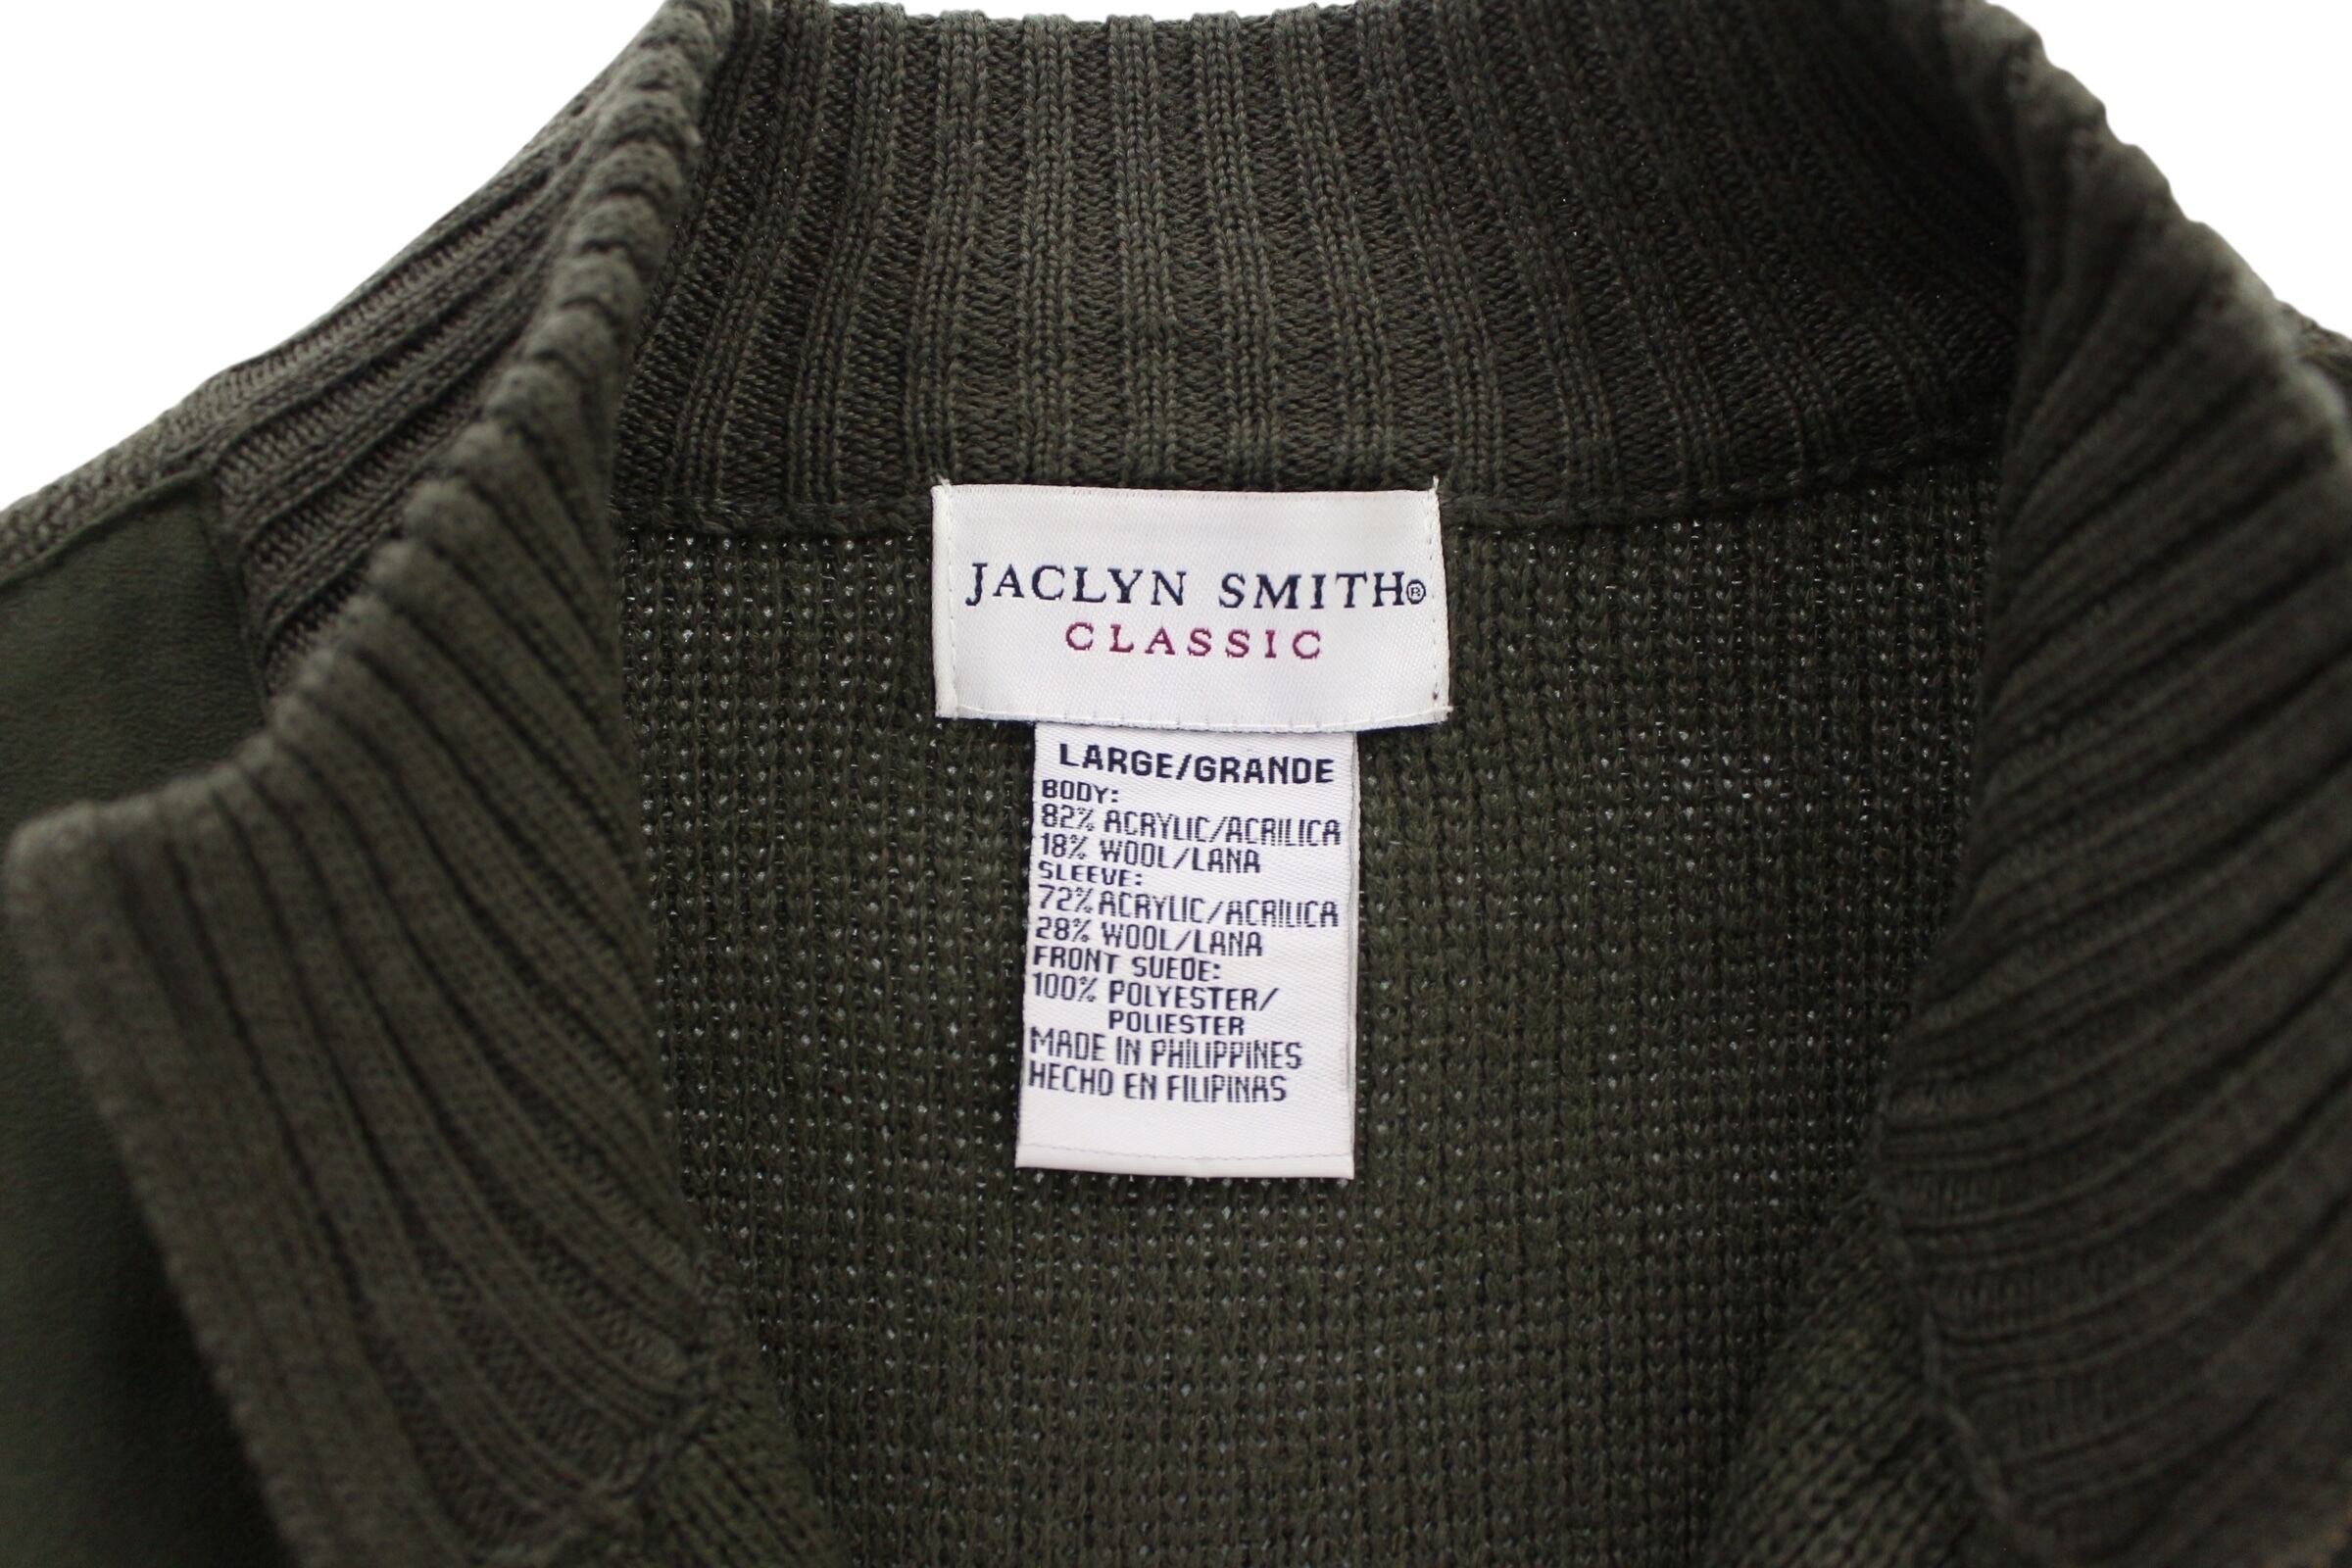 JACLYN SMITH®
CLASSIC
LARGE/GRANDE
BODY:
82% ACRYLIC/ACRILICA
18% WOOL/LANA
SLEEVE:
72% ACRYLIC/ACRILICA
28% WOOL/LANA
FRONT SUEDE:
100% POLYESTER/
POLIESTER
MADE IN PHILIPPINES
HECHO EN FILIPINAS